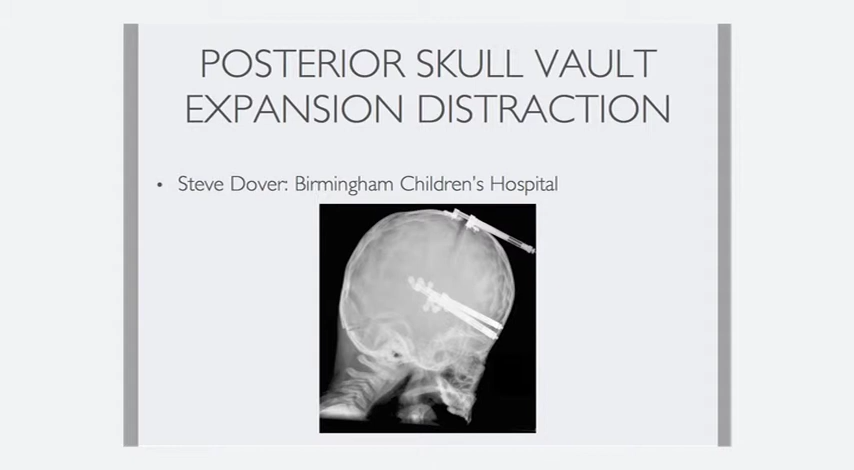 POSTERIOR SKULL VAULT
EXPANSION DISTRACTION
• Steve Dover: Birmingham Children's Hospital